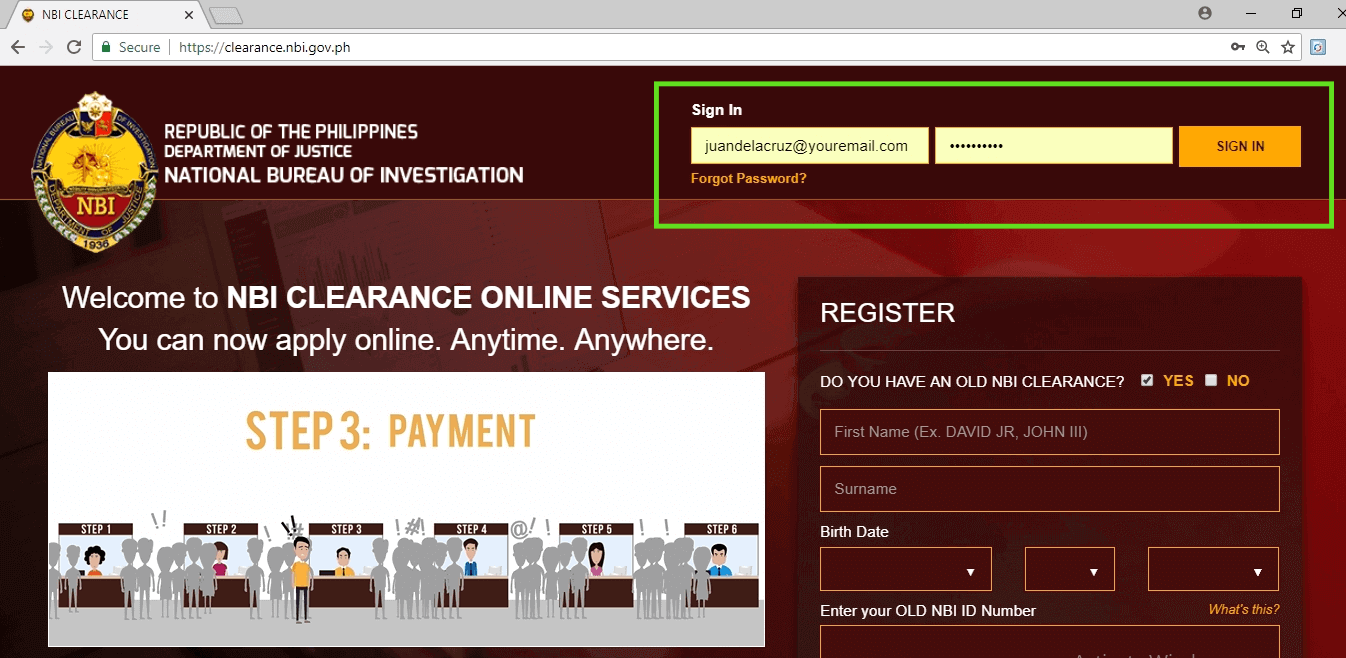 NBI CLEARANCE
Secure
https://clearance.nbi.gov.ph
REPUBLIC OF THE PHILIPPINES
DEPARTMENT OF JUSTICE
NATIONAL BUREAU OF INVESTIGATION
NATIONAL BUREAU OF INVESTIGATION
NBI
DEPARTMENT OF JUSTICE
1936
Sign In
juandelacruz@youremail.com
••••••••••
SIGN IN
Forgot Password?
Welcome to NBI CLEARANCE ONLINE SERVICES
You can now apply online. Anytime. Anywhere.
STEP 3: PAYMENT
STEP 1
STEP 2
STEP 3
STEP 4
STEP 5
STEP 6
!!
!
!#!
@!!
!
!
REGISTER
DO YOU HAVE AN OLD NBI CLEARANCE? YES NO
First Name (Ex. DAVID JR, JOHN III)
Surname
Birth Date
Enter your OLD NBI ID Number
What's this?